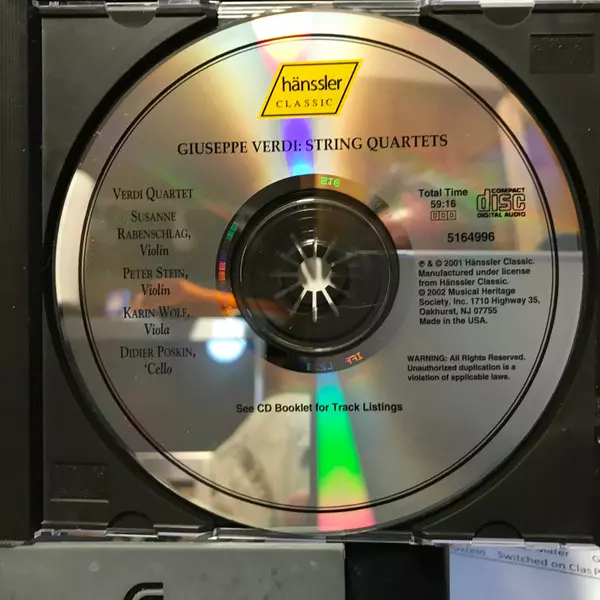 hänssler
CLASSIC
GIUSEPPE VERDI: STRING QUARTETS
VERDI QUARTET
SUSANNE
RABENSCHLAG,
Violin
PETER STEIN,
Violin
KARIN WOLF,
Viola
DIDIER POSKIN,
'Cello
Total Time
59:16
DDD
COMPACT
disc
DIGITAL AUDIO
5164996
℗ & © 2001 Hänssler Classic.
Manufactured under license
from Hänssler Classic.
© 2002 Musical Heritage
Society, Inc. 1710 Highway 35,
Oakhurst, NJ 07755
Made in the USA.
WARNING: All Rights Reserved.
Unauthorized duplication is a
violation of applicable laws.
See CD Booklet for Track Listings
Switched on Clas